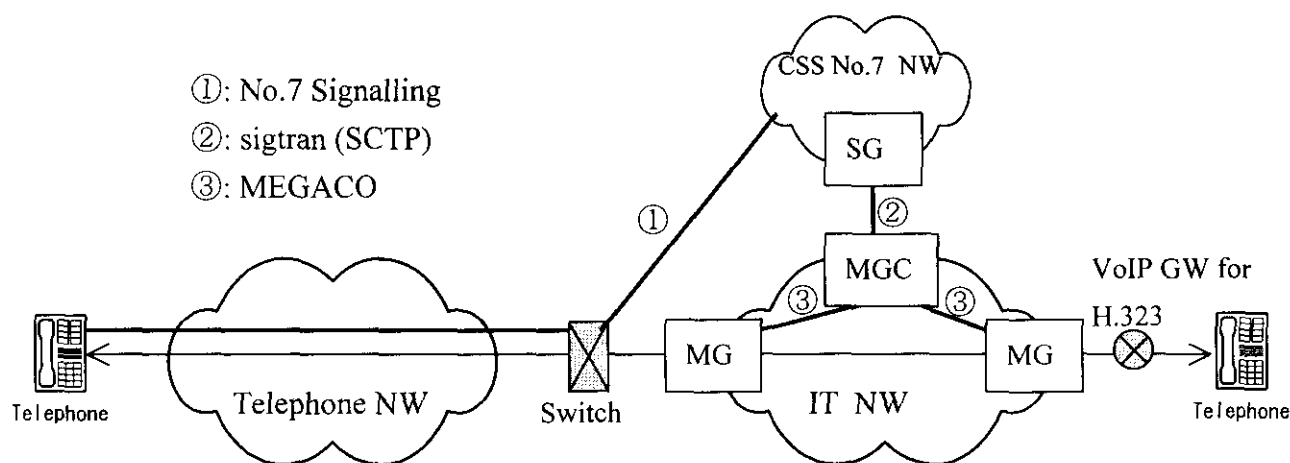 ①: No.7 Signalling
②: sigtran (SCTP)
③: MEGACO
CSS No.7 NW
SG
①
②
MGC
③
③
VoIP GW for
H.323
MG
MG
Telephone
Telephone NW
Switch
IT NW
Telephone